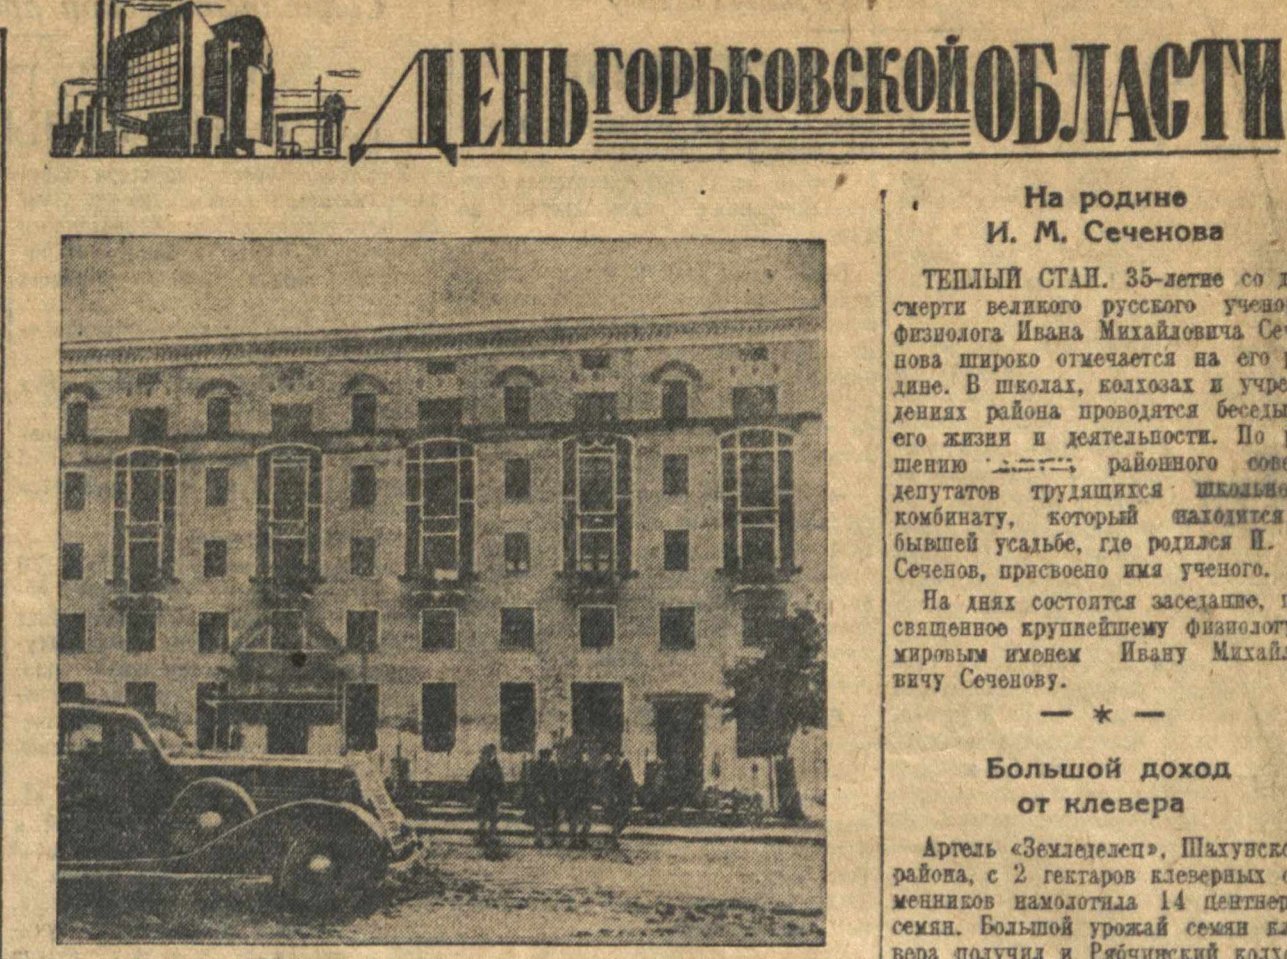 ДЕНЬ ГОРЬКОВСКОЙ ОБЛАСТИ
На родине
И. М. Сеченова
ТЕПЛЫЙ СТАН. 35-летие со
смерти великого русского учено
физиолога Ивана Михайловича Се
нова широко отмечается на его
дине. В школах, колхозах и учре
дениях района проводятся беседы
его жизни и деятельности. По
шению районного сове
депутатов трудящихся школьно
комбинату, который находится
бывшей усадьбе, где родился И.
Сеченов, присвоено имя ученого.
На днях состоится заседание,
священное крупнейшему физиолог
мировым именем Ивану Михай
вичу Сеченову.
— * —
Большой доход
от клевера
Артель «Земледелец», Шахунско
района, с 2 гектаров клеверных
менников намолотила 14 центнер
семян. Большой урожай семян кл
вера получил и Рябчинский колх